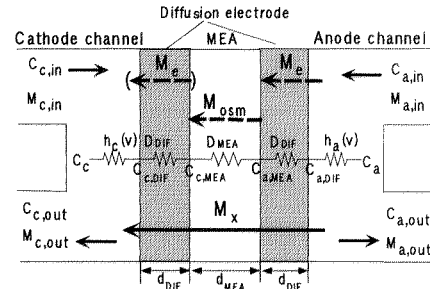 Diffusion electrode
Cathode channel MEA Anode channel
C_c,in (M_e) M_e C_a,in
M_c,in M_osm M_a,in
h_c(v) D_DIF D_MEA D_DIF h_a(v)
C_c C_c,DIF C_c,MEA C_a,MEA C_a,DIF C_a
C_c,out M_x C_a,out
M_c,out M_a,out
d_DIF d_MEA d_DIF